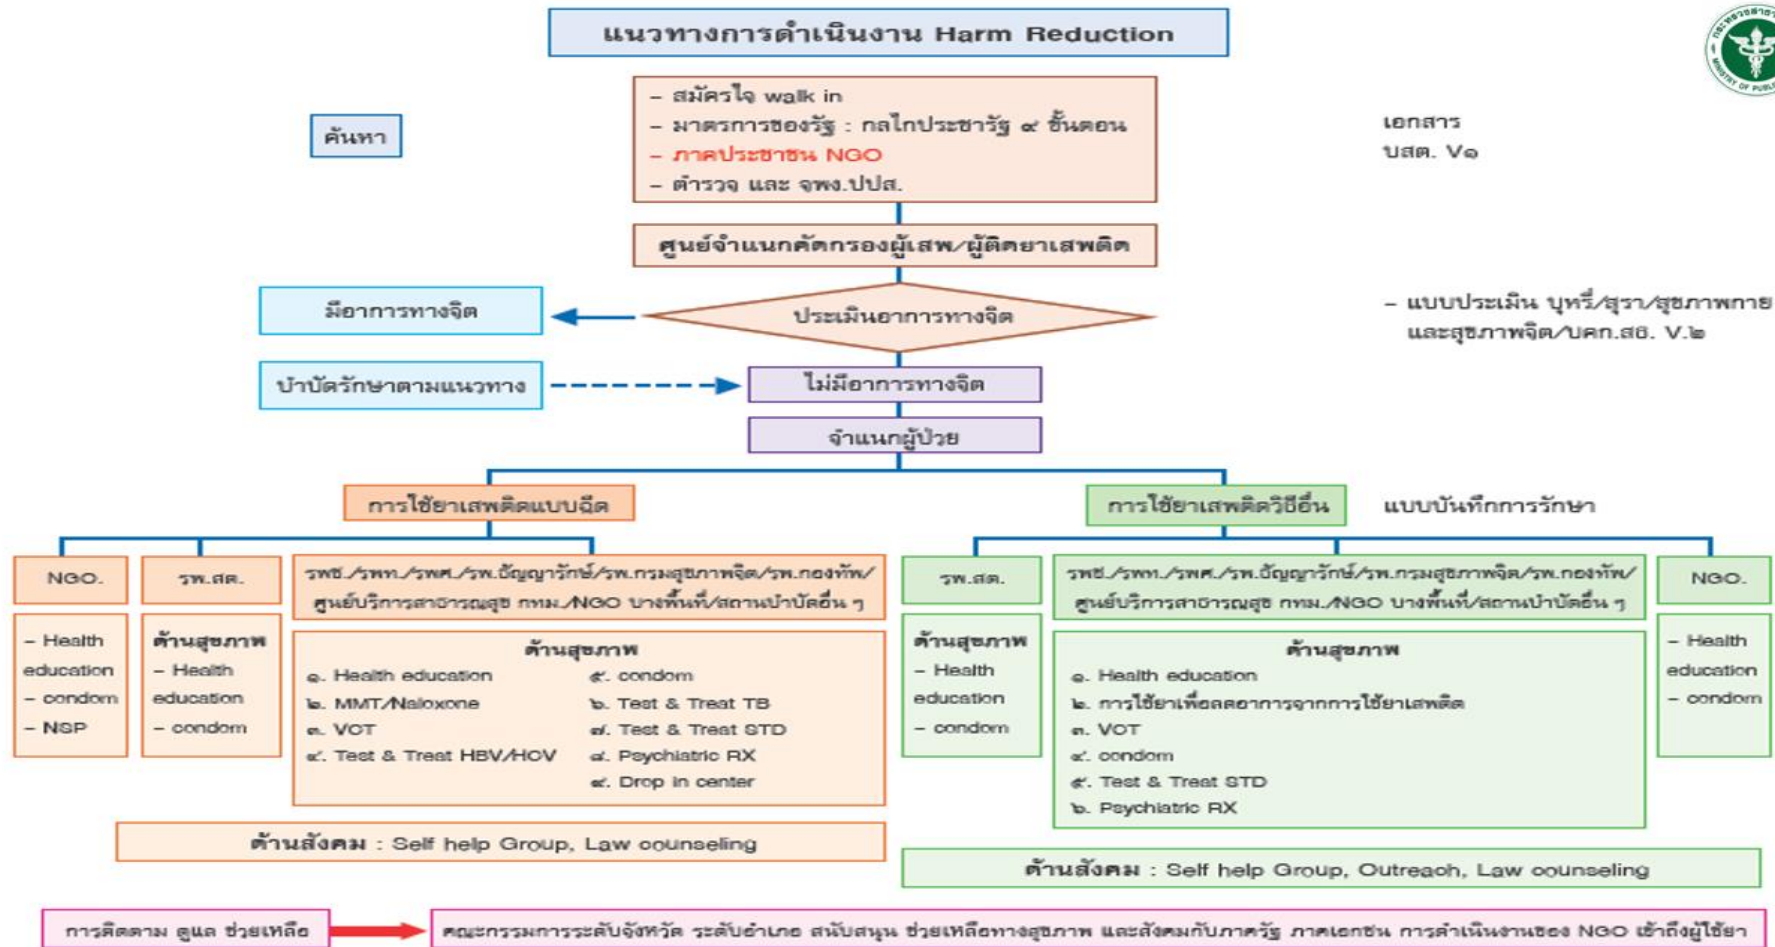 แนวทางการดำเนินงาน Harm Reduction
ค้นหา
- สมัครใจ walk in
- มาตรการของรัฐ : กลไกประชารัฐ ๙ ขั้นตอน
- ภาคประชาชน NGO
- ตำรวจ และ จพง.ปปส.
เอกสาร
บสต. V๑
ศูนย์จำแนกคัดกรองผู้เสพ/ผู้ติดยาเสพติด
มีอาการทางจิต
ประเมินอาการทางจิต
- แบบประเมิน บุหรี่/สุรา/สุขภาพกาย
และสุขภาพจิต/บคก.สธ. V.๒
บำบัดรักษาตามแนวทาง
ไม่มีอาการทางจิต
จำแนกผู้ป่วย
การใช้ยาเสพติดแบบฉีด
การใช้ยาเสพติดวิธีอื่น
แบบบันทึกการรักษา
NGO.
- Health
education
- condom
- NSP
รพ.สต.
ด้านสุขภาพ
- Health
education
- condom
รพช./รพท./รพศ./รพ.ธัญญารักษ์/รพ.กรมสุขภาพจิต/รพ.กองทัพ/
ศูนย์บริการสาธารณสุข กทม./NGO บางพื้นที่/สถานบำบัดอื่น ๆ
ด้านสุขภาพ
๑. Health education
๒. MMT/Naloxone
๓. VCT
๔. Test & Treat HBV/HCV
๕. condom
๖. Test & Treat TB
๗. Test & Treat STD
๘. Psychiatric RX
๙. Drop in center
ด้านสังคม : Self help Group, Law counseling
รพ.สต.
ด้านสุขภาพ
- Health
education
- condom
รพช./รพท./รพศ./รพ.ธัญญารักษ์/รพ.กรมสุขภาพจิต/รพ.กองทัพ/
ศูนย์บริการสาธารณสุข กทม./NGO บางพื้นที่/สถานบำบัดอื่น ๆ
ด้านสุขภาพ
๑. Health education
๒. การใช้ยาเพื่อลดอาการจากการใช้ยาเสพติด
๓. VCT
๔. condom
๕. Test & Treat STD
๖. Psychiatric RX
NGO.
- Health
education
- condom
ด้านสังคม : Self help Group, Outreach, Law counseling
การติดตาม ดูแล ช่วยเหลือ
คณะกรรมการระดับจังหวัด ระดับอำเภอ สนับสนุน ช่วยเหลือทางสุขภาพ และสังคมกับภาครัฐ ภาคเอกชน การดำเนินงานของ NGO เข้าถึงผู้ใช้ยา